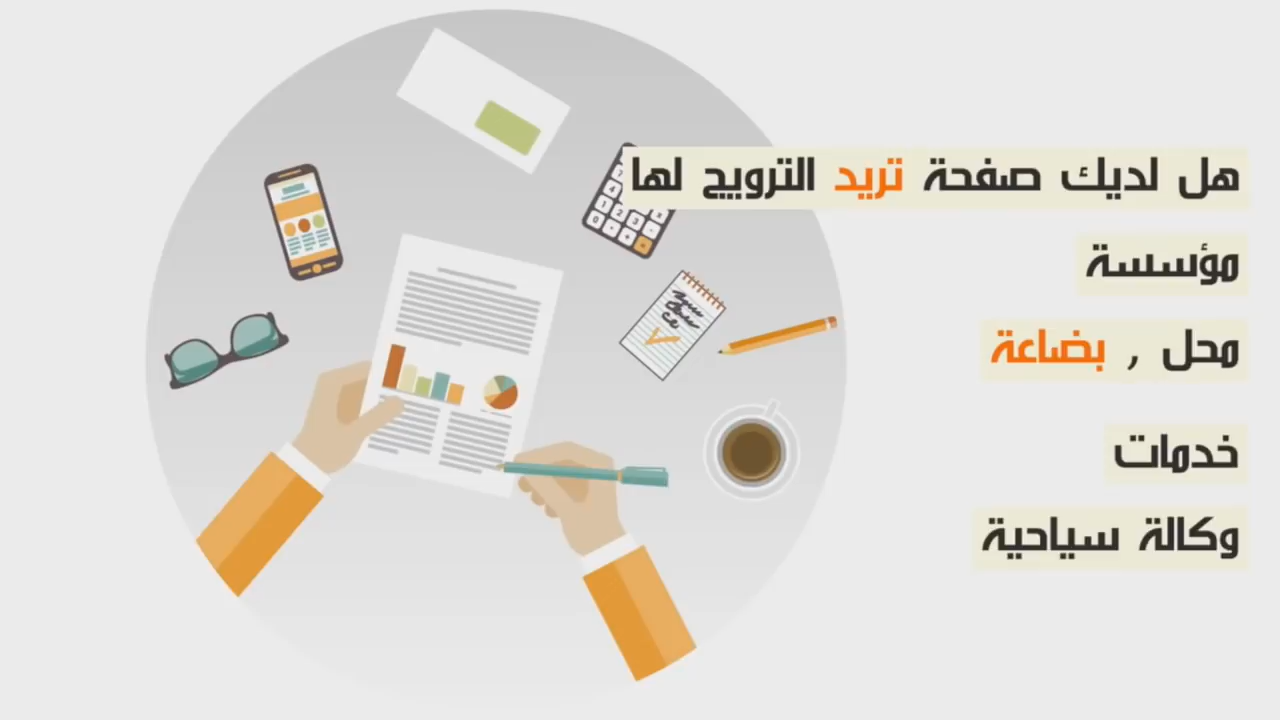 هل لديك صفحة تريد الترويج لها
مؤسسة
محل , بضاعة
خدمات
وكالة سياحية